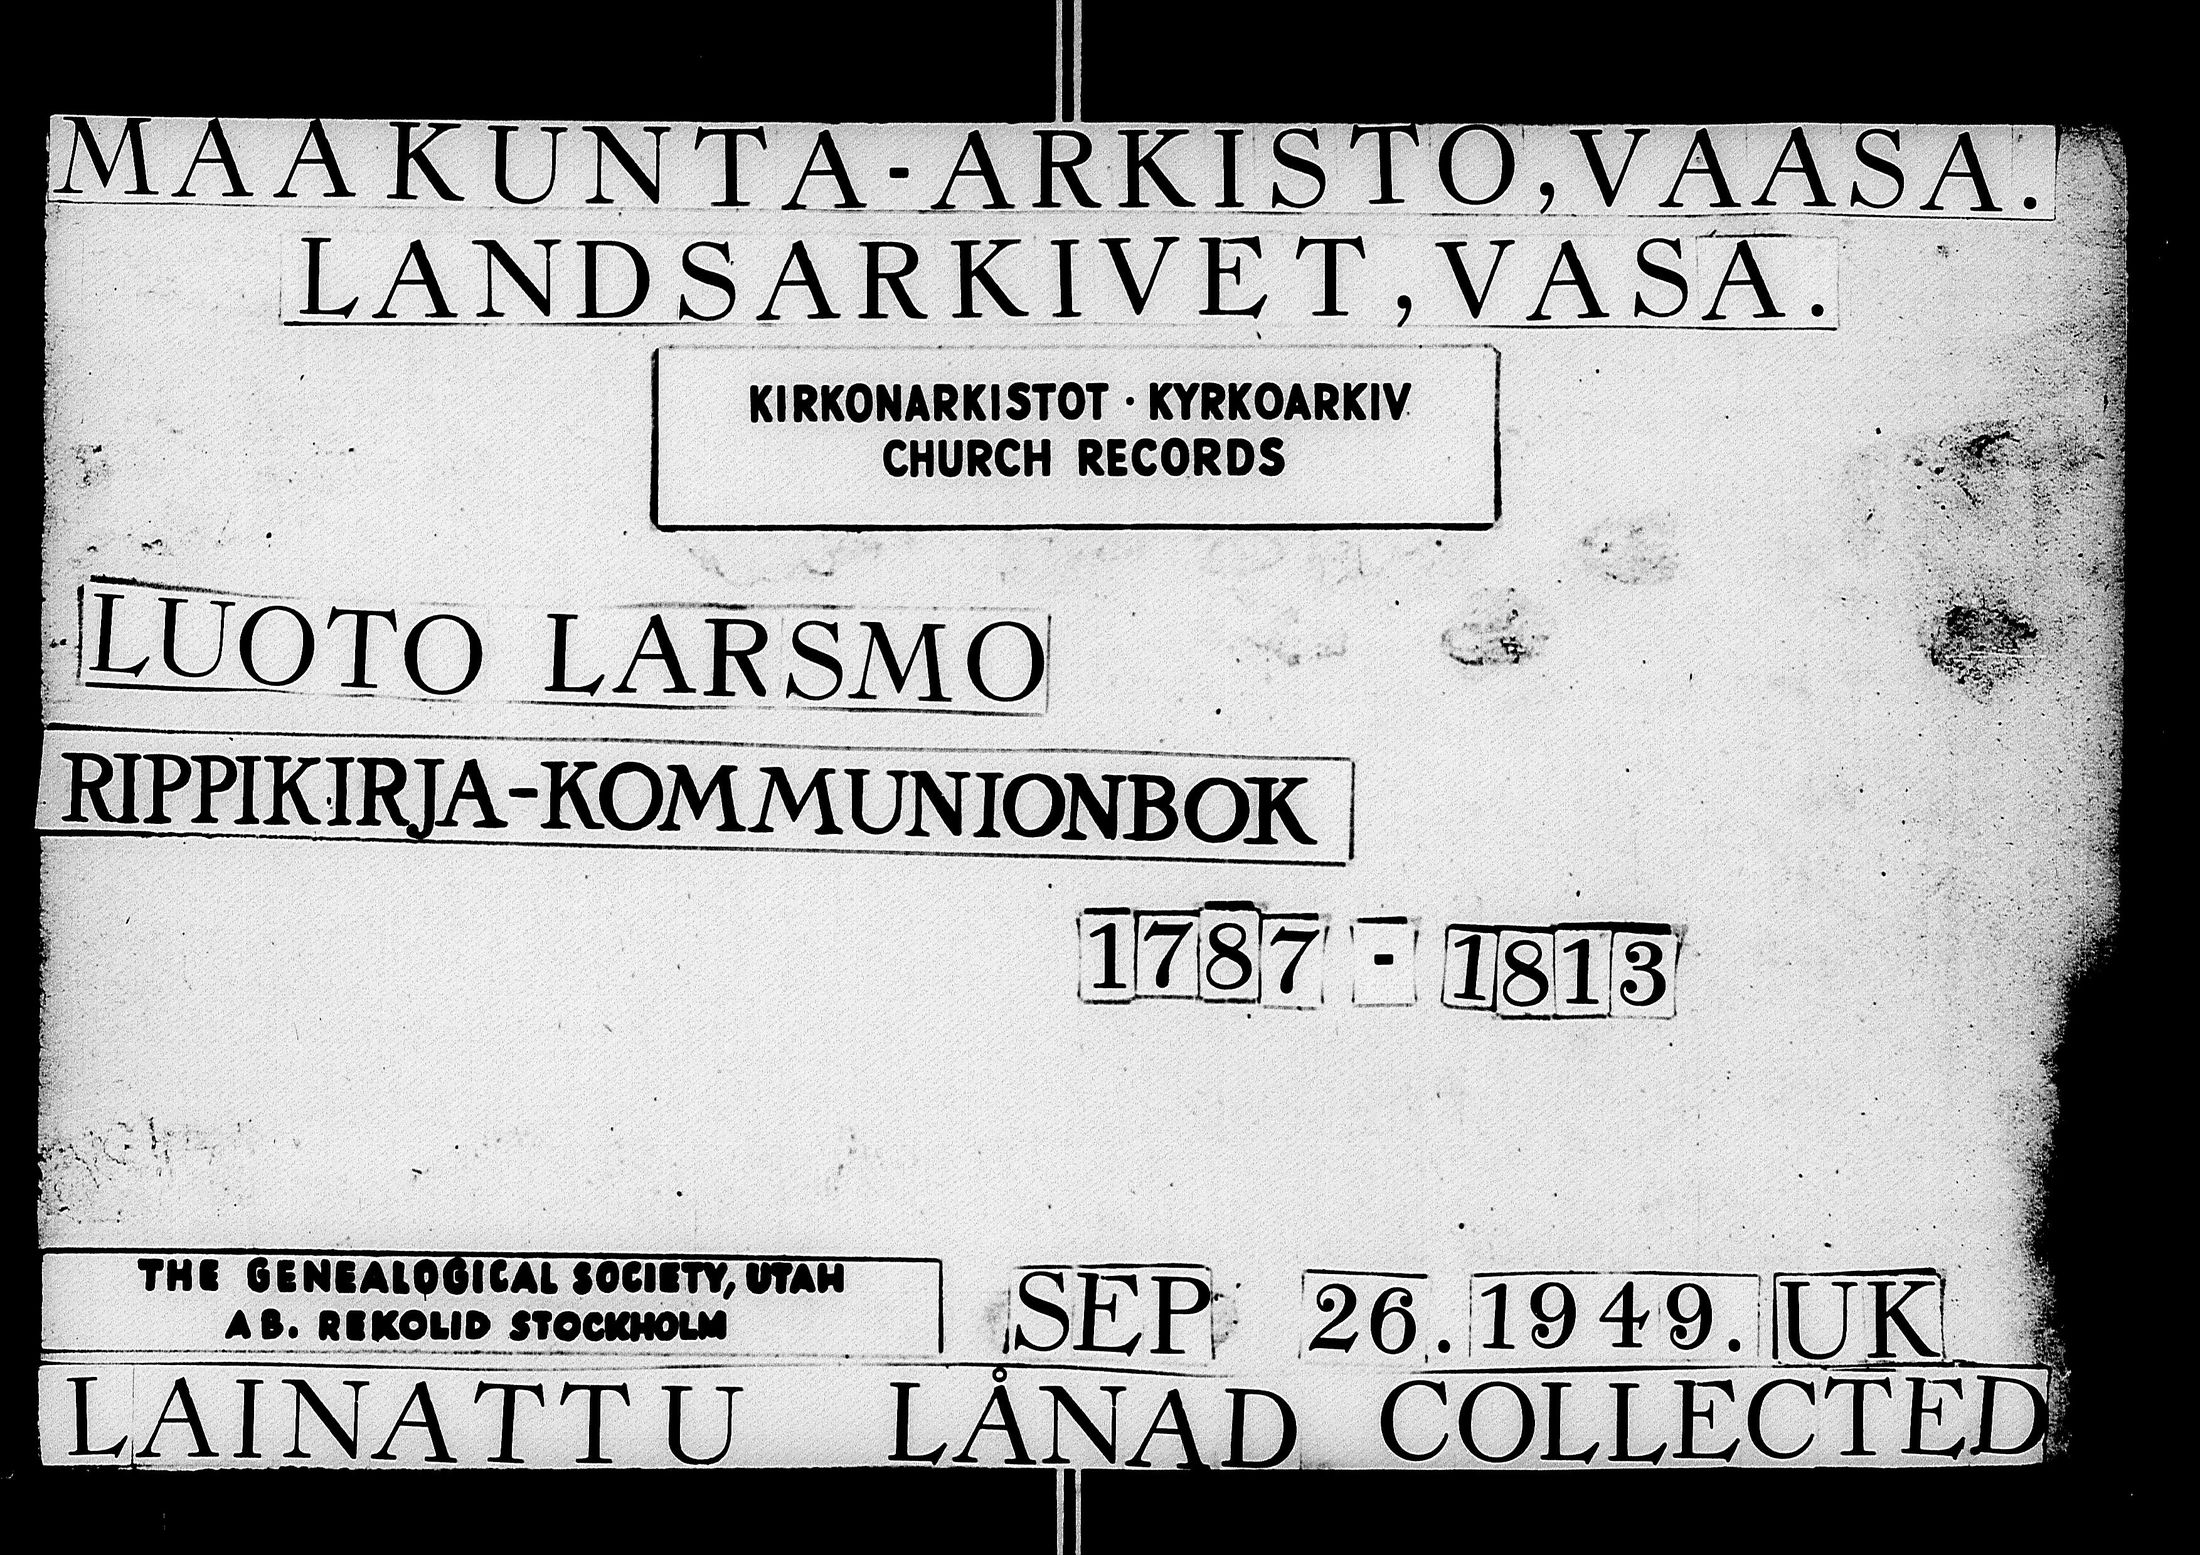 MAAKUNTA-ARKISTO,VAASA.
LANDSARKIVET,VASA.
KIRKONARKISTOT · KYRKOARKIV
CHURCH RECORDS
LUOTO LARSMO
RIPPIKIRJA-KOMMUNIONBOK
1787 - 1813
THE GENEALOGICAL SOCIETY, UTAH
AB. REKOLID STOCKHOLM
SEP 26.1949. UK
LAINATTU LÅNAD COLLECTED